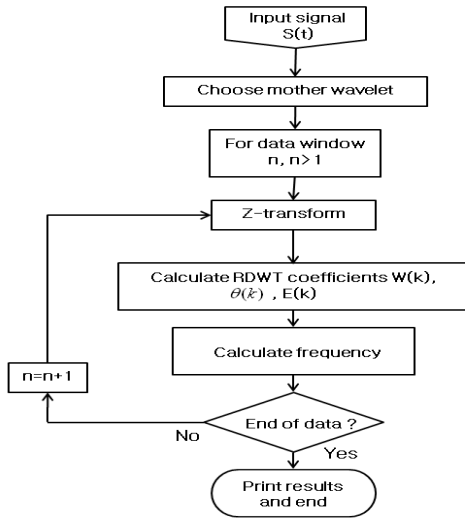 Input signal
S(t)
Choose mother wavelet
For data window
n, n>1
Z-transform
Calculate RDWT coefficients W(k),
θ(k) , E(k)
Calculate frequency
n=n+1
End of data ?
No
Yes
Print results
and end